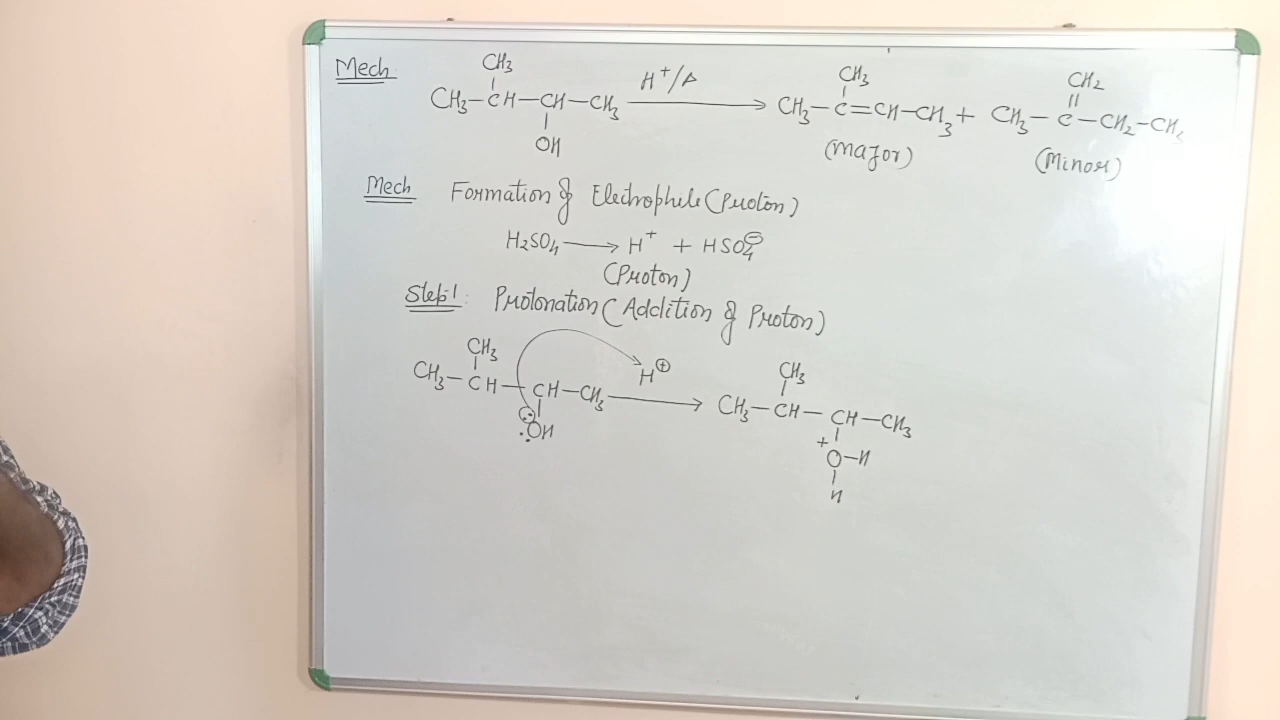 Mech
CH3 CH3 CH2
CH3–CH–CH–CH3 H+/Δ → CH3–C=CH–CH3 + CH3–C–CH2–CH3
OH (Major) (Minor)
Mech Formation of Electrophile (Proton)
H2SO4 → H+ + HSO4⊖
(Proton)
Step-1: Protonation (Addition of Proton)
CH3 H⊕ CH3
CH3–CH–CH–CH3 → CH3–CH–CH–CH3
:OH +
O–H
H